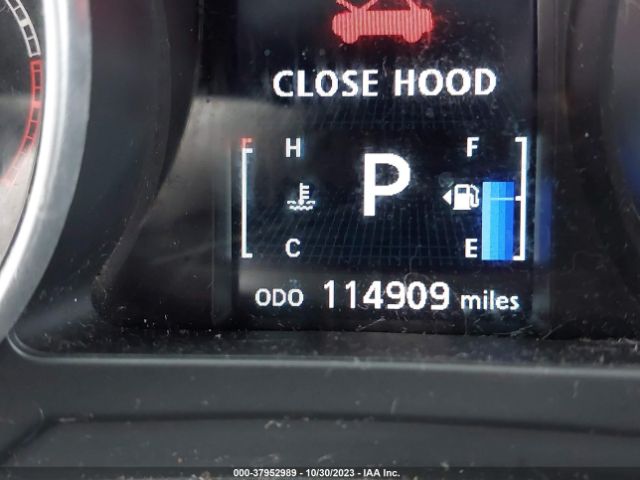 CLOSE HOOD
H F
P
C E
ODO 114909 miles
000-37952989 - 10/30/2023 - IAA Inc.